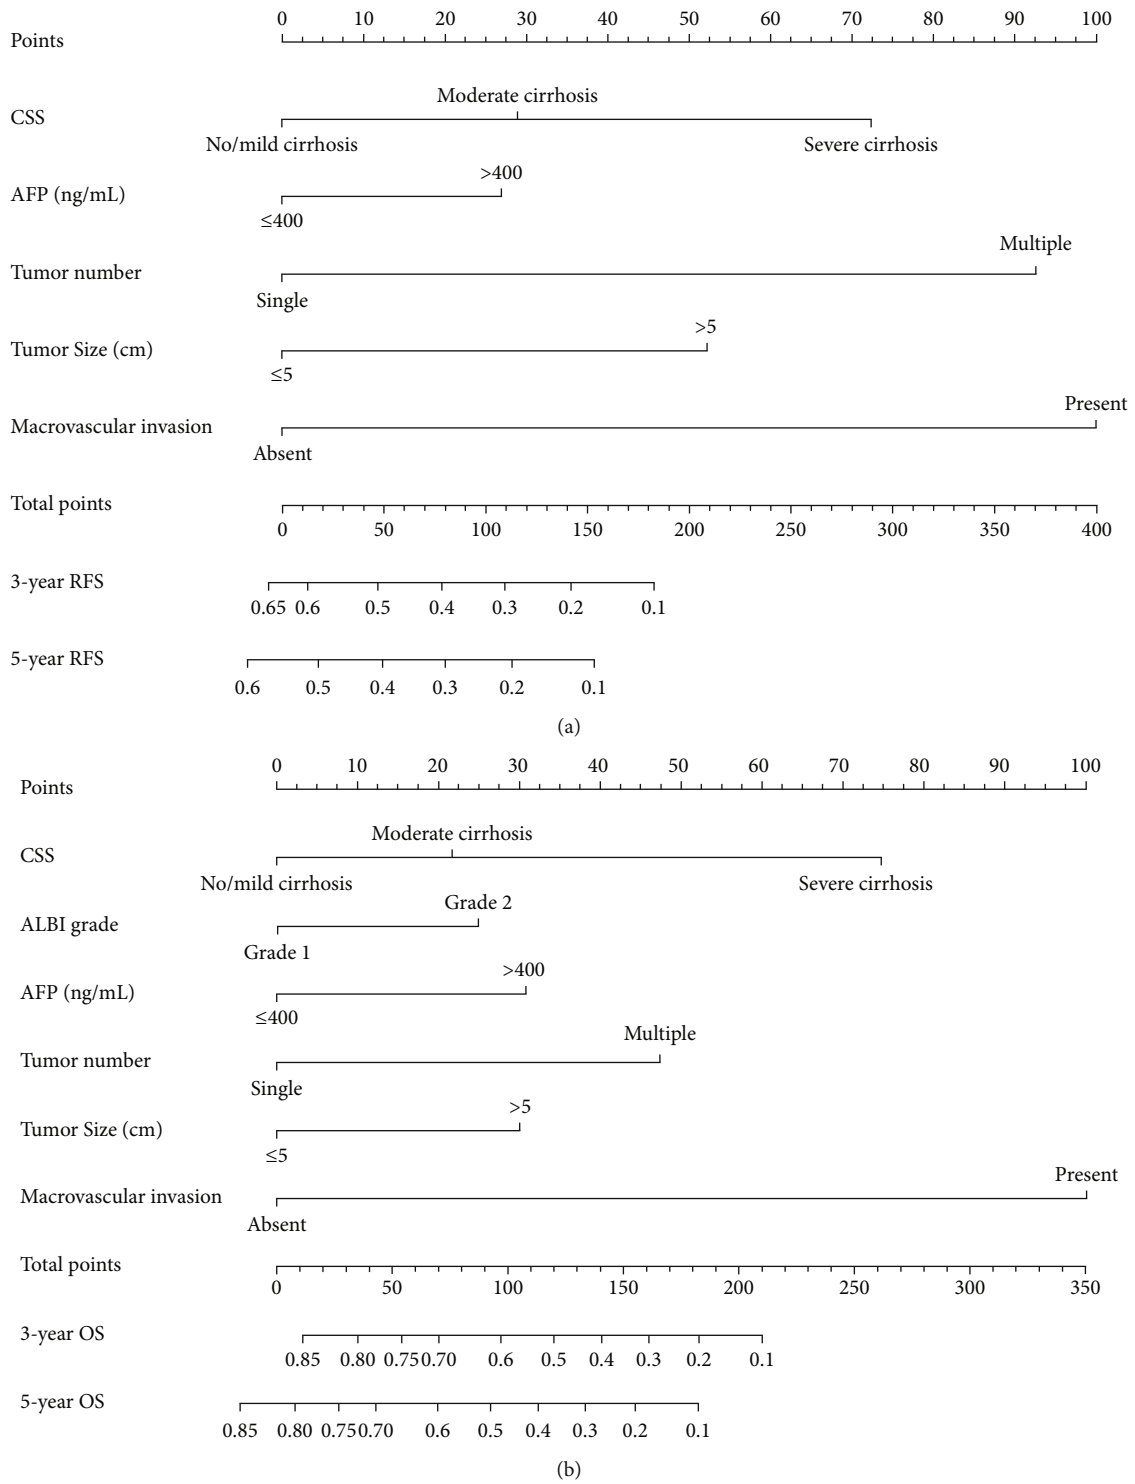 0 10 20 30 40 50 60 70 80 90 100
Points
Moderate cirrhosis
CSS
No/mild cirrhosis Severe cirrhosis
>400
AFP (ng/mL)
≤400
Multiple
Tumor number
Single
>5
Tumor Size (cm)
≤5
Present
Macrovascular invasion
Absent
Total points
0 50 100 150 200 250 300 350 400
3-year RFS
0.65 0.6 0.5 0.4 0.3 0.2 0.1
5-year RFS
0.6 0.5 0.4 0.3 0.2 0.1
(a)
0 10 20 30 40 50 60 70 80 90 100
Points
Moderate cirrhosis
CSS
No/mild cirrhosis Severe cirrhosis
Grade 2
ALBI grade
Grade 1
>400
AFP (ng/mL)
≤400
Multiple
Tumor number
Single
>5
Tumor Size (cm)
≤5
Present
Macrovascular invasion
Absent
Total points
0 50 100 150 200 250 300 350
3-year OS
0.85 0.80 0.75 0.70 0.6 0.5 0.4 0.3 0.2 0.1
5-year OS
0.85 0.80 0.75 0.70 0.6 0.5 0.4 0.3 0.2 0.1
(b)